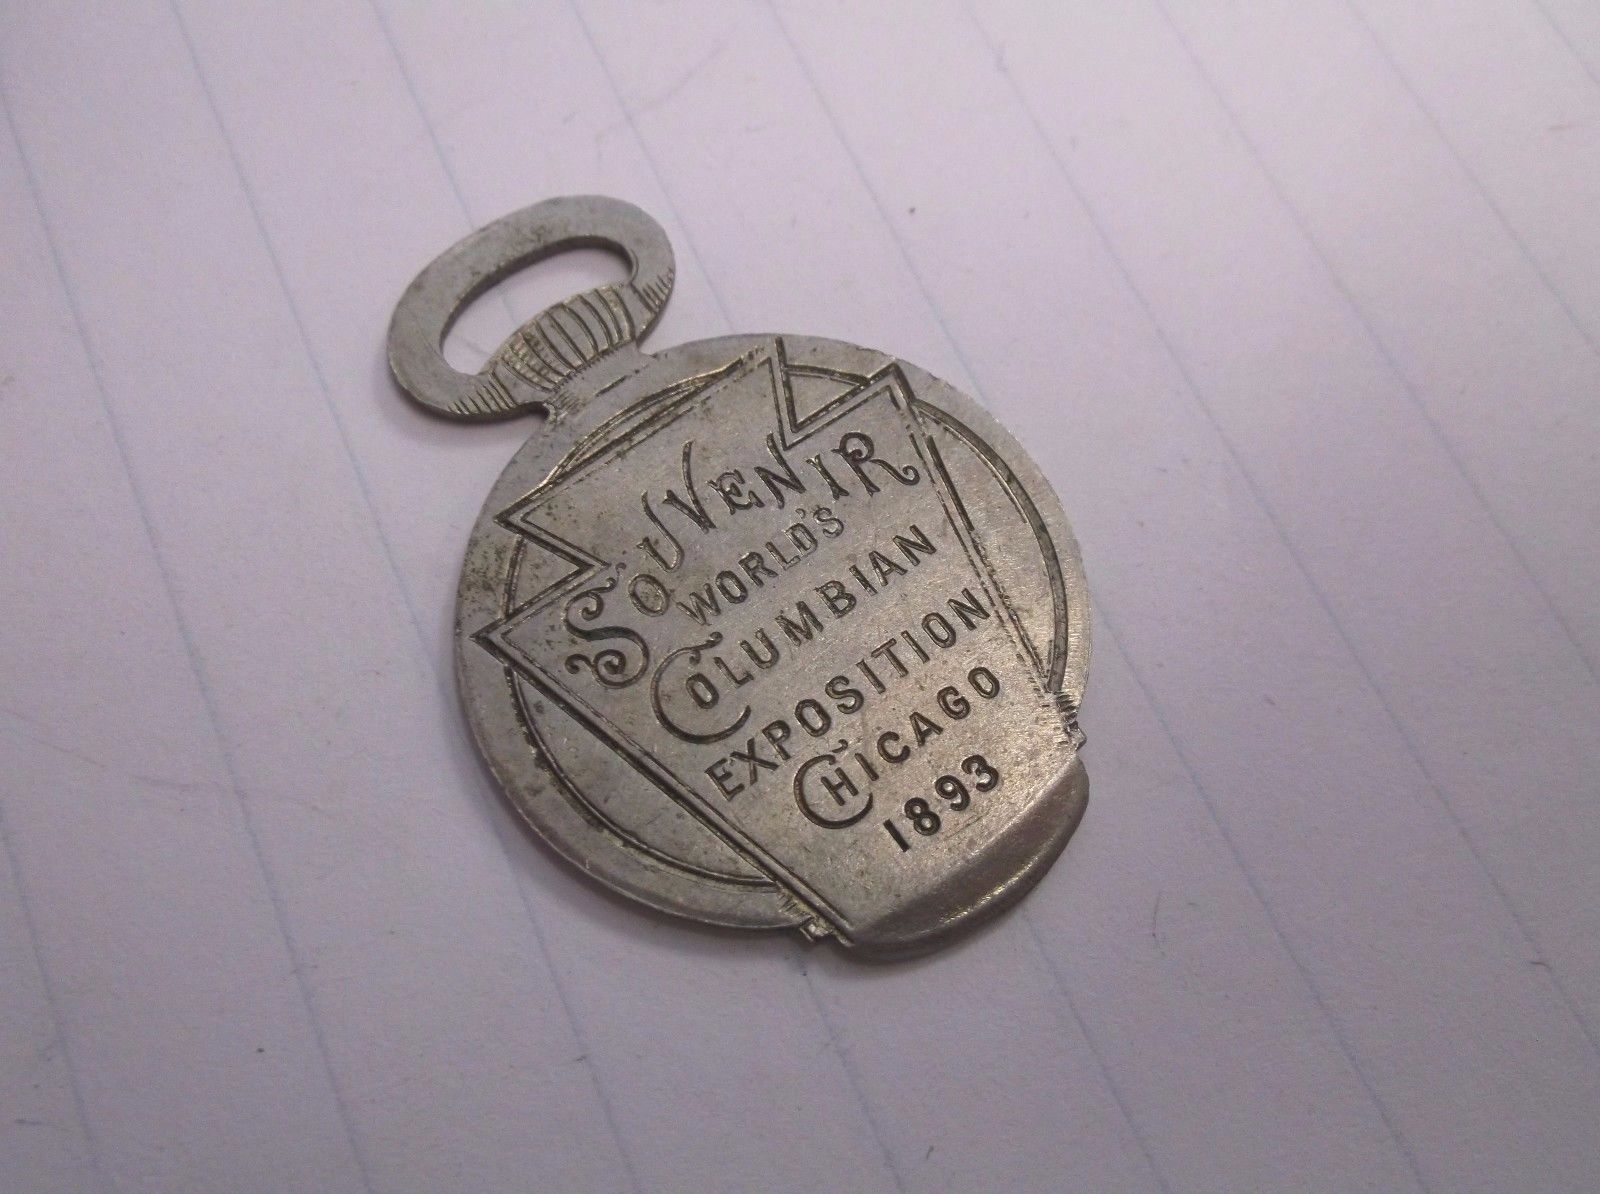 SOUVENIR
WORLD'S
COLUMBIAN
EXPOSITION
CHICAGO
1893